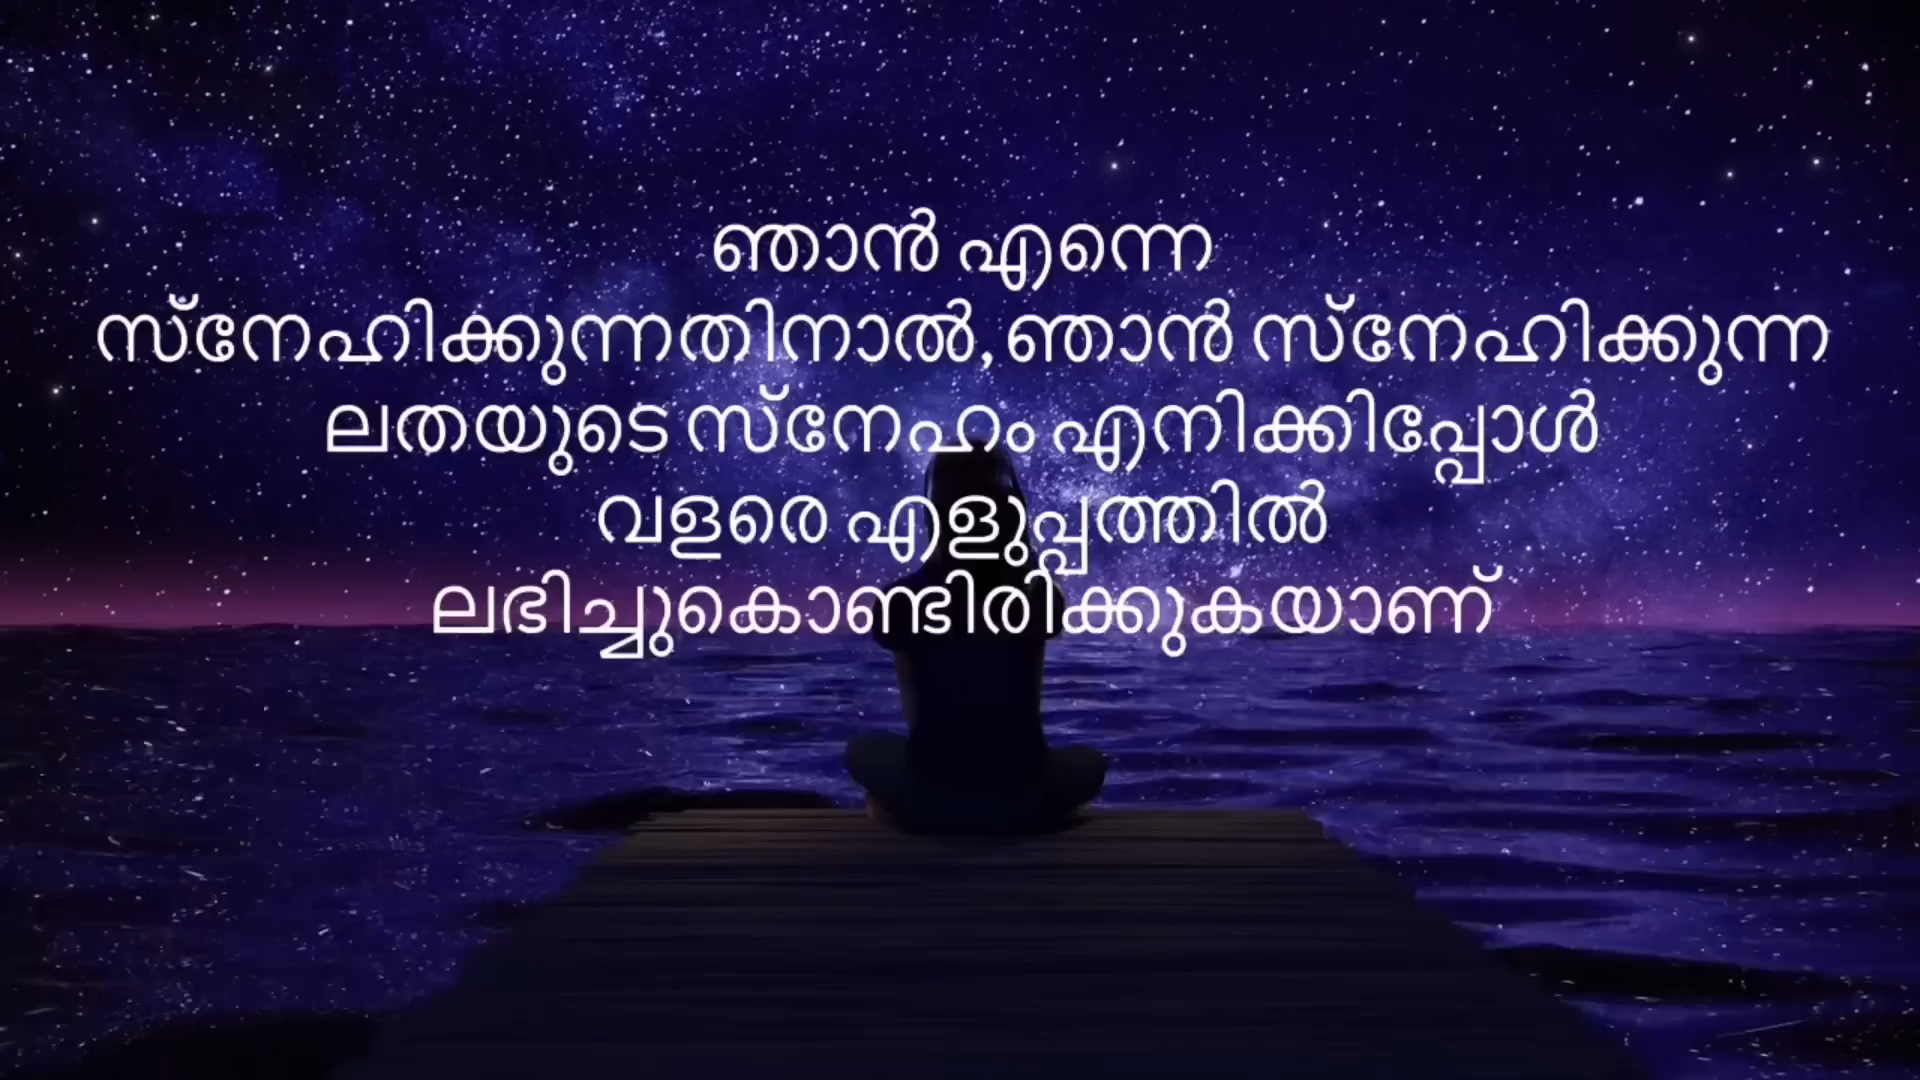 ഞാൻ എന്നെ
സ്നേഹിക്കുന്നതിനാൽ,ഞാൻ സ്നേഹിക്കുന്ന
ലതയുടെ സ്നേഹം എനിക്കിപ്പോൾ
വളരെ എളുപ്പത്തിൽ
ലഭിച്ചുകൊണ്ടിരിക്കുകയാണ്